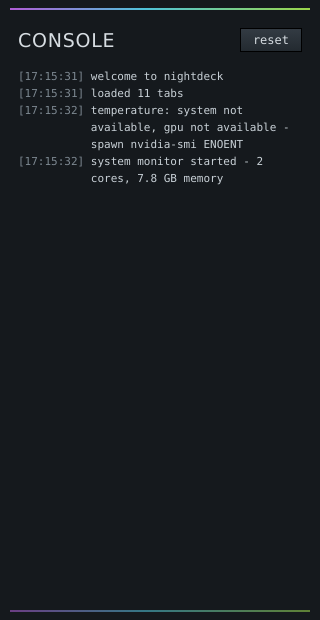 CONSOLE
reset
[17:15:31] welcome to nightdeck
[17:15:31] loaded 11 tabs
[17:15:32] temperature: system not
available, gpu not available -
spawn nvidia-smi ENOENT
[17:15:32] system monitor started - 2
cores, 7.8 GB memory